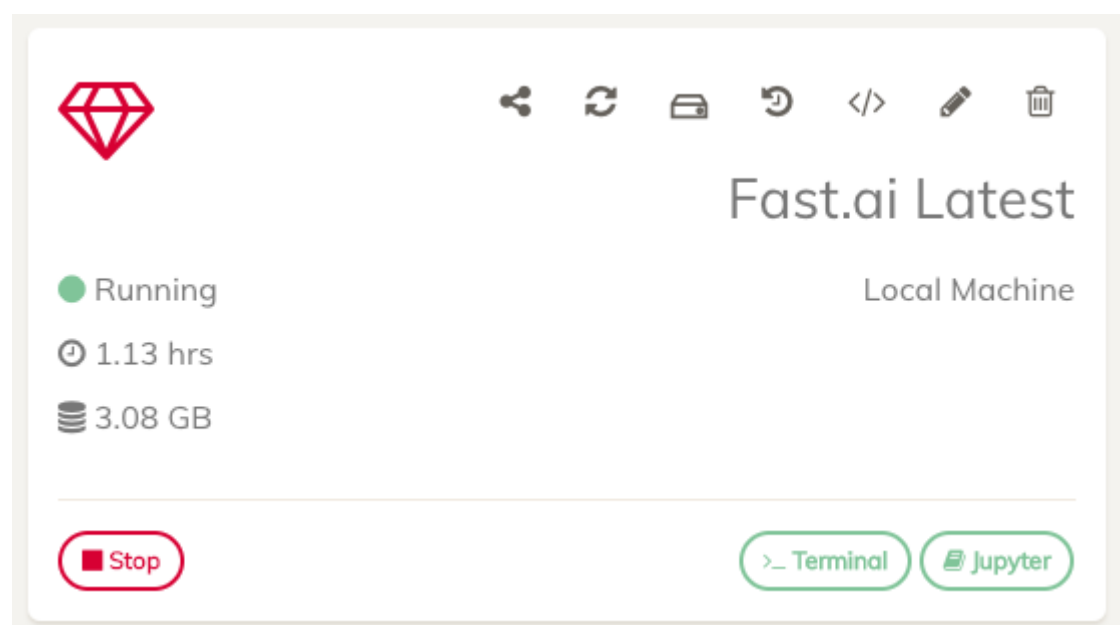 Fast.ai Latest
Running
Local Machine
1.13 hrs
3.08 GB
Stop
>_ Terminal
Jupyter